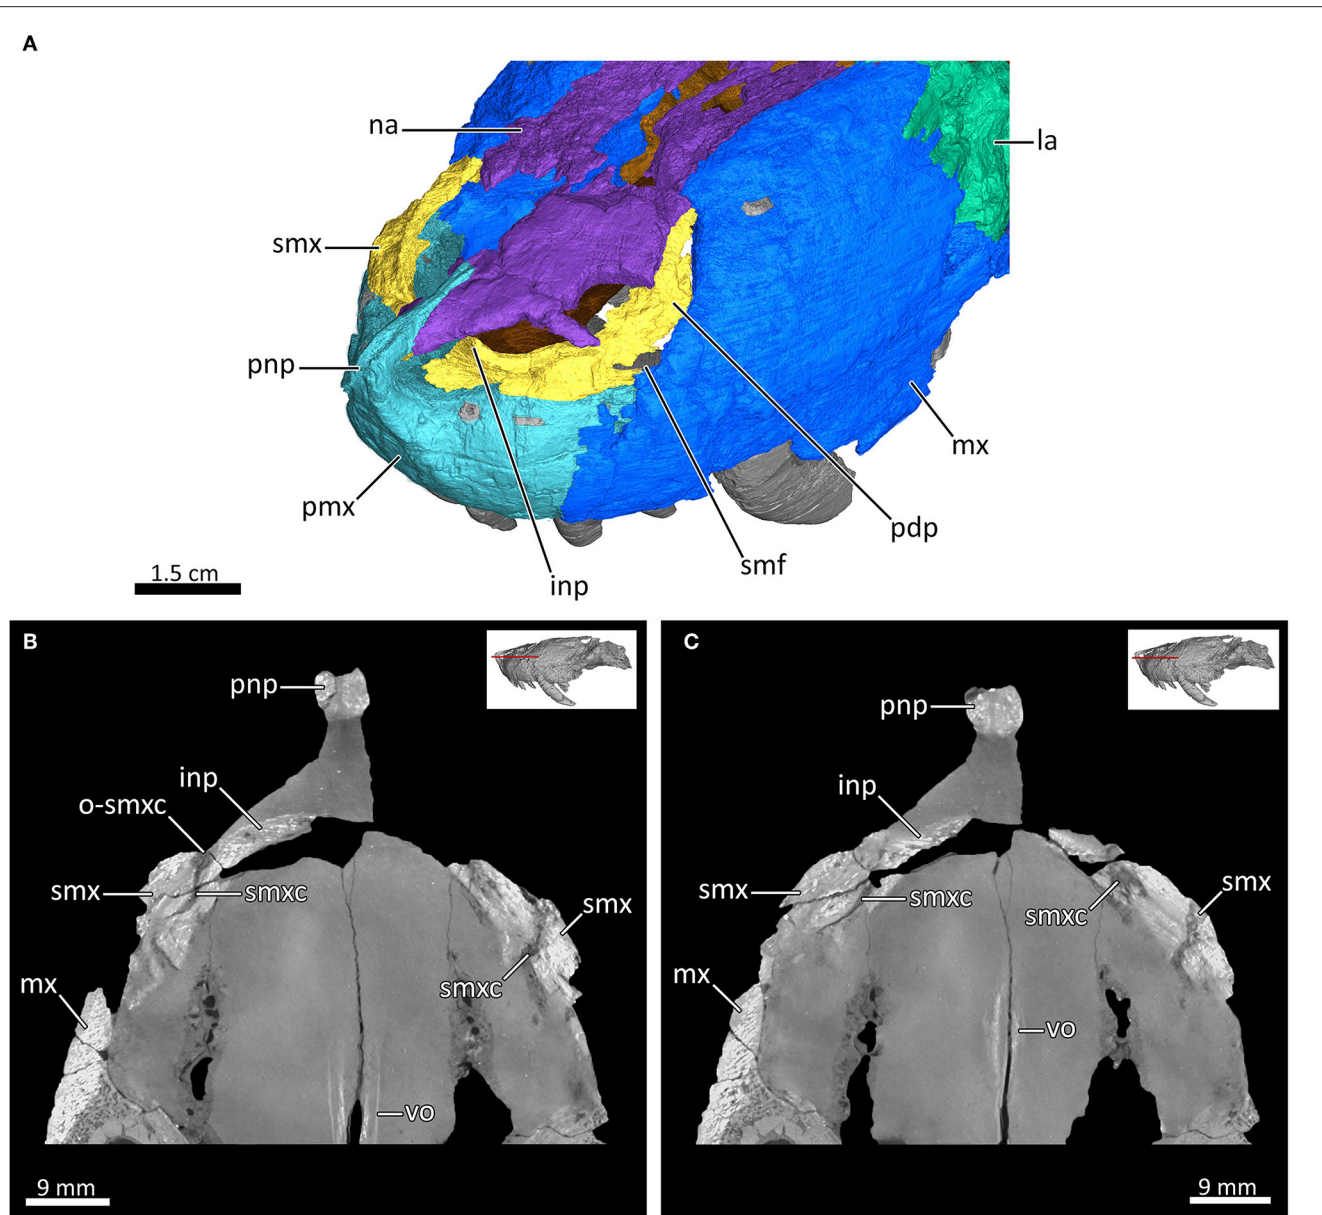 A
na
la
smx
pnp
mx
pmx
pdp
smf
inp
1.5 cm
B
pnp
inp
o-smxc
smx
smxc
smx
smxc
mx
vo
9 mm
C
pnp
inp
smx
smxc
smx
smxc
mx
vo
9 mm